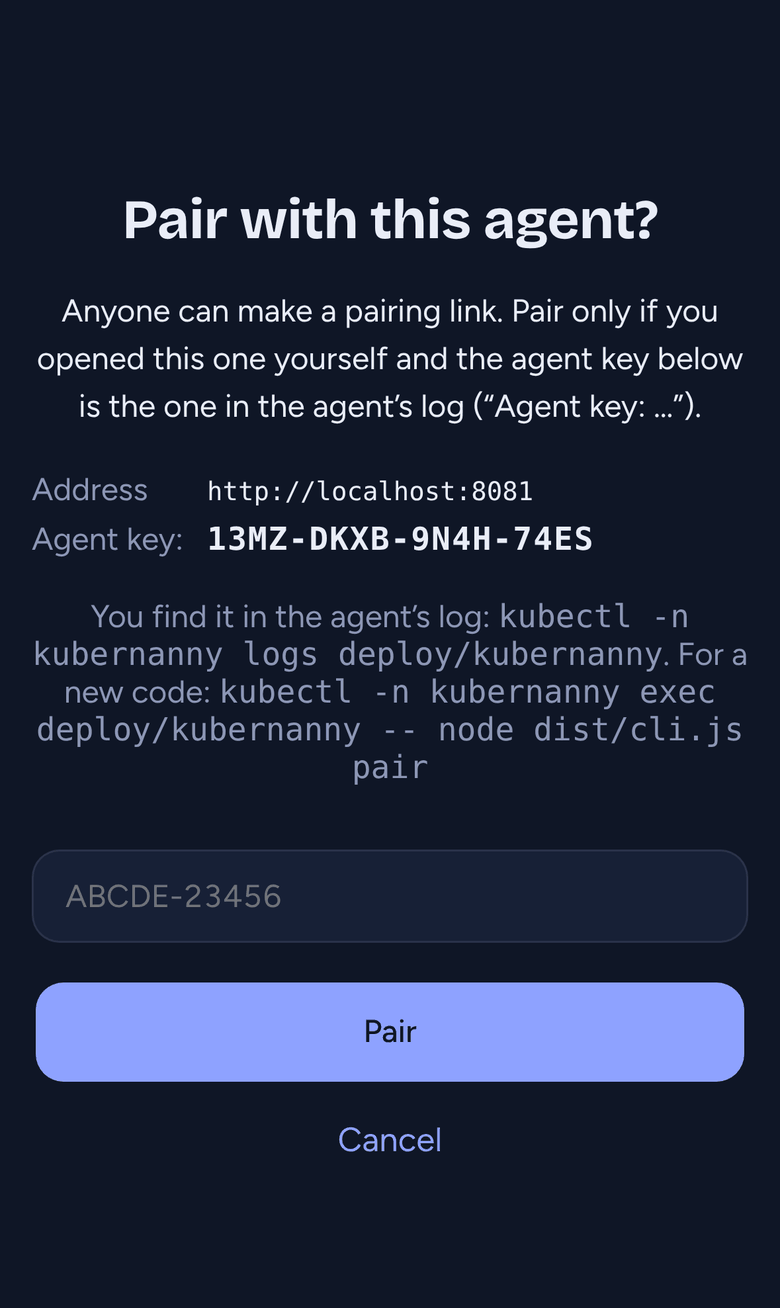 Pair with this agent?
Anyone can make a pairing link. Pair only if you
opened this one yourself and the agent key below
is the one in the agent’s log (“Agent key: …”).
Address http://localhost:8081
Agent key: 13MZ-DKXB-9N4H-74ES
You find it in the agent’s log: kubectl -n
kubernanny logs deploy/kubernanny. For a
new code: kubectl -n kubernanny exec
deploy/kubernanny -- node dist/cli.js
pair
ABCDE-23456
Pair
Cancel